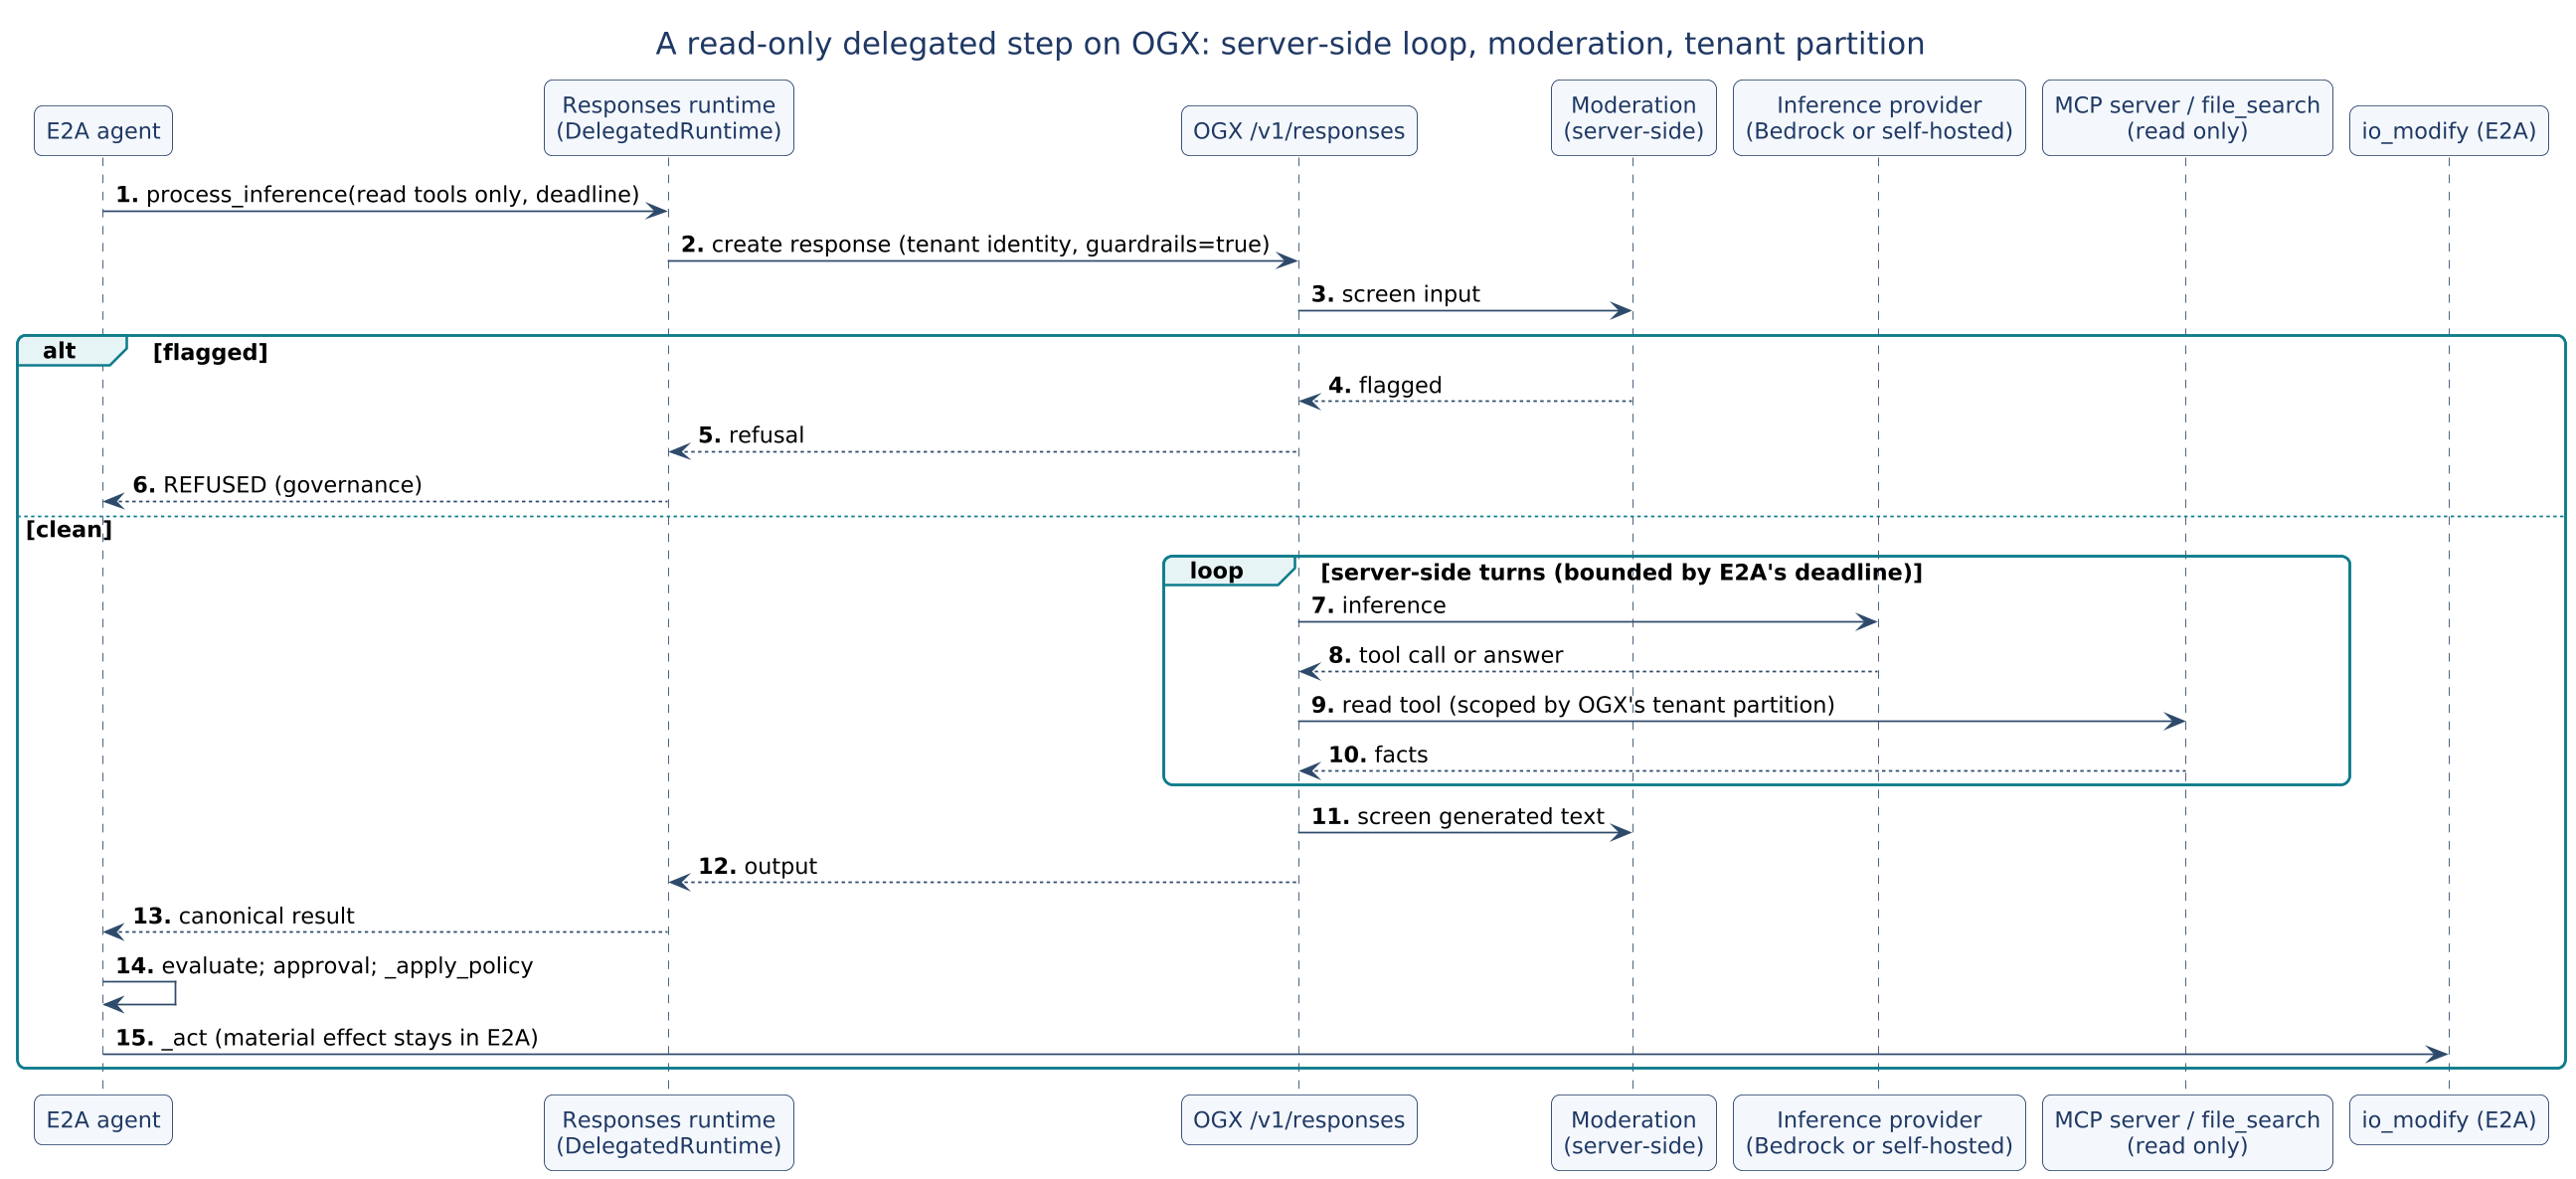 A read-only delegated step on OGX: server-side loop, moderation, tenant partition
E2A agent
Responses runtime
(DelegatedRuntime)
OGX /v1/responses
Moderation
(server-side)
Inference provider
(Bedrock or self-hosted)
MCP server / file_search
(read only)
io_modify (E2A)
1. process_inference(read tools only, deadline)
2. create response (tenant identity, guardrails=true)
3. screen input
alt [flagged]
4. flagged
5. refusal
6. REFUSED (governance)
[clean]
loop [server-side turns (bounded by E2A's deadline)]
7. inference
8. tool call or answer
9. read tool (scoped by OGX's tenant partition)
10. facts
11. screen generated text
12. output
13. canonical result
14. evaluate; approval; _apply_policy
15. _act (material effect stays in E2A)
E2A agent
Responses runtime
(DelegatedRuntime)
OGX /v1/responses
Moderation
(server-side)
Inference provider
(Bedrock or self-hosted)
MCP server / file_search
(read only)
io_modify (E2A)